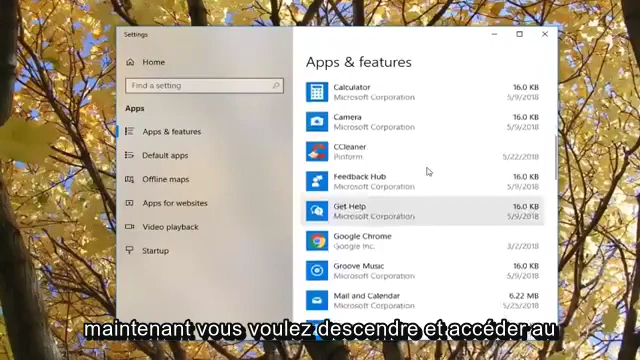 Settings
Home
Apps & features
Find a setting
Calculator 16.0 KB
Microsoft Corporation 5/9/2018
Apps
Camera 16.0 KB
Microsoft Corporation 5/9/2018
Apps & features
CCleaner
Piriform 5/22/2018
Default apps
Feedback Hub 16.0 KB
Microsoft Corporation 5/9/2018
Offline maps
Apps for websites
Get Help 16.0 KB
Microsoft Corporation 5/9/2018
Video playback
Google Chrome
Google Inc. 3/2/2018
Startup
Groove Music 16.0 KB
Microsoft Corporation 5/9/2018
Mail and Calendar 6.22 MB
Microsoft Corporation 5/25/2018
maintenant vous voulez descendre et accéder au